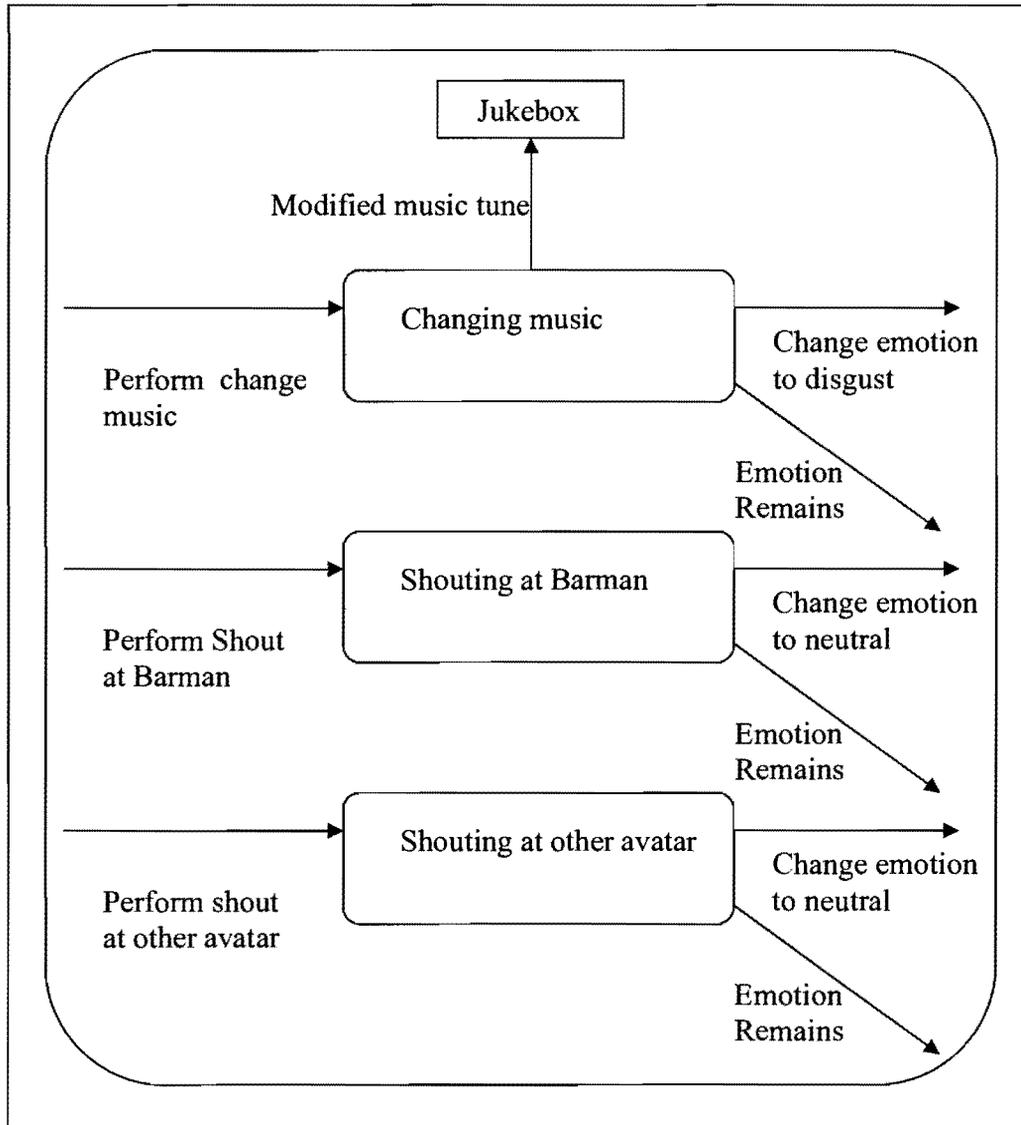 Jukebox
Modified music tune
Changing music
Perform change
music
Change emotion
to disgust
Emotion
Remains
Shouting at Barman
Perform Shout
at Barman
Change emotion
to neutral
Emotion
Remains
Shouting at other avatar
Perform shout
at other avatar
Change emotion
to neutral
Emotion
Remains